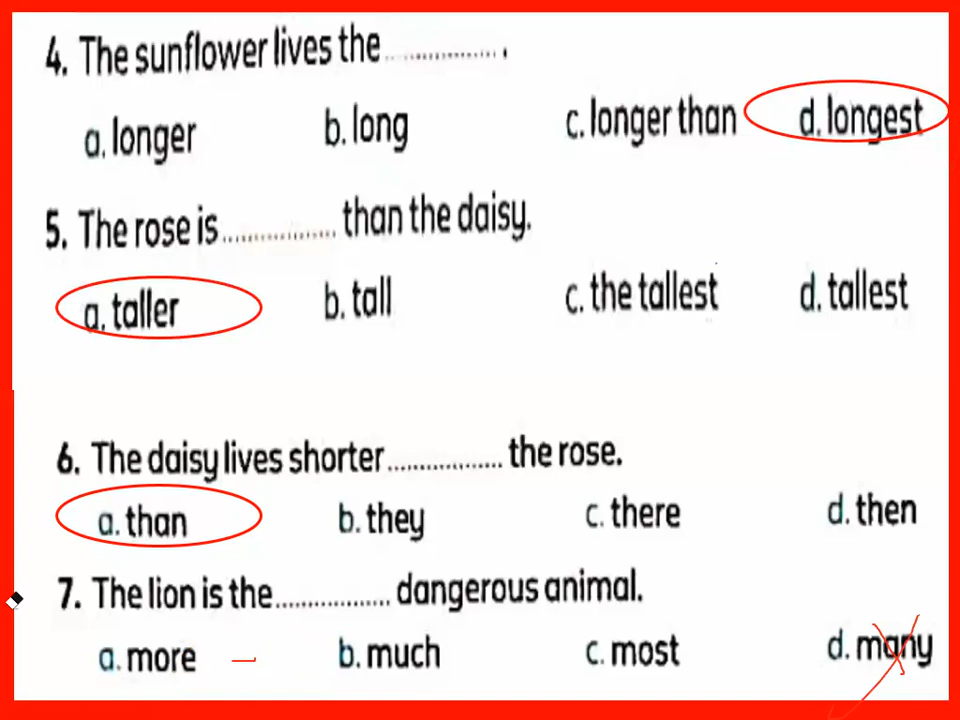 4. The sunflower lives the ................ .
a. longer b. long c. longer than d. longest
5. The rose is .................. than the daisy.
a. taller b. tall c. the tallest d. tallest
6. The daisy lives shorter .................. the rose.
a. than b. they c. there d. then
7. The lion is the .................. dangerous animal.
a. more b. much c. most d. many